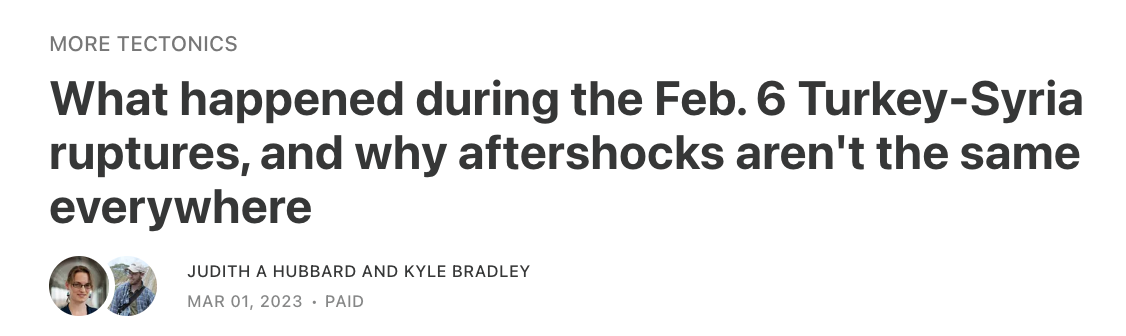 MORE TECTONICS
What happened during the Feb. 6 Turkey-Syria
ruptures, and why aftershocks aren't the same
everywhere
JUDITH A HUBBARD AND KYLE BRADLEY
MAR 01, 2023 · PAID